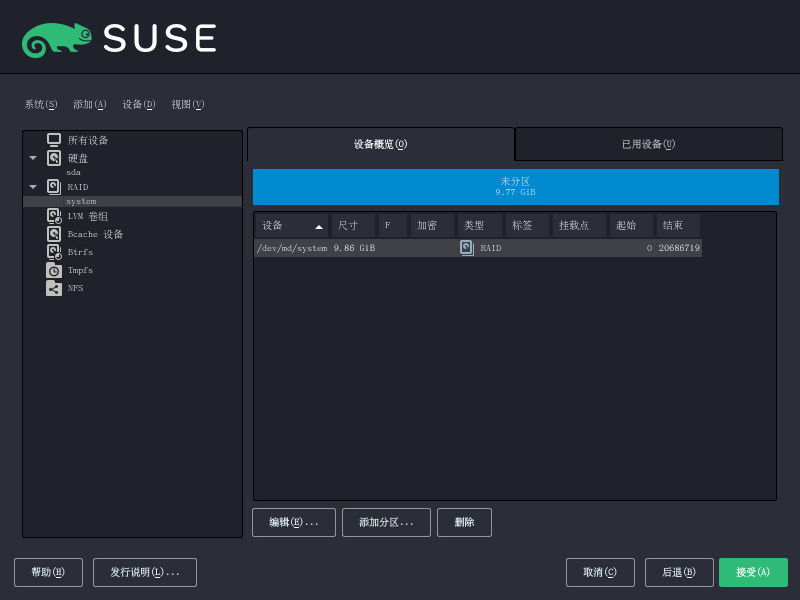 SUSE
系统(S) 添加(A) 设备(D) 视图(V)
所有设备
硬盘
sda
RAID
system
LVM 卷组
Bcache 设备
Btrfs
Tmpfs
NFS
设备概览(O) 已用设备(U)
未分区
9.77 GiB
设备 尺寸 F 加密 类型 标签 挂载点 起始 结束
/dev/md/system 9.86 GiB RAID 0 20686719
编辑(E)... 添加分区... 删除
帮助(H) 发行说明(L)... 取消(C) 后退(B) 接受(A)